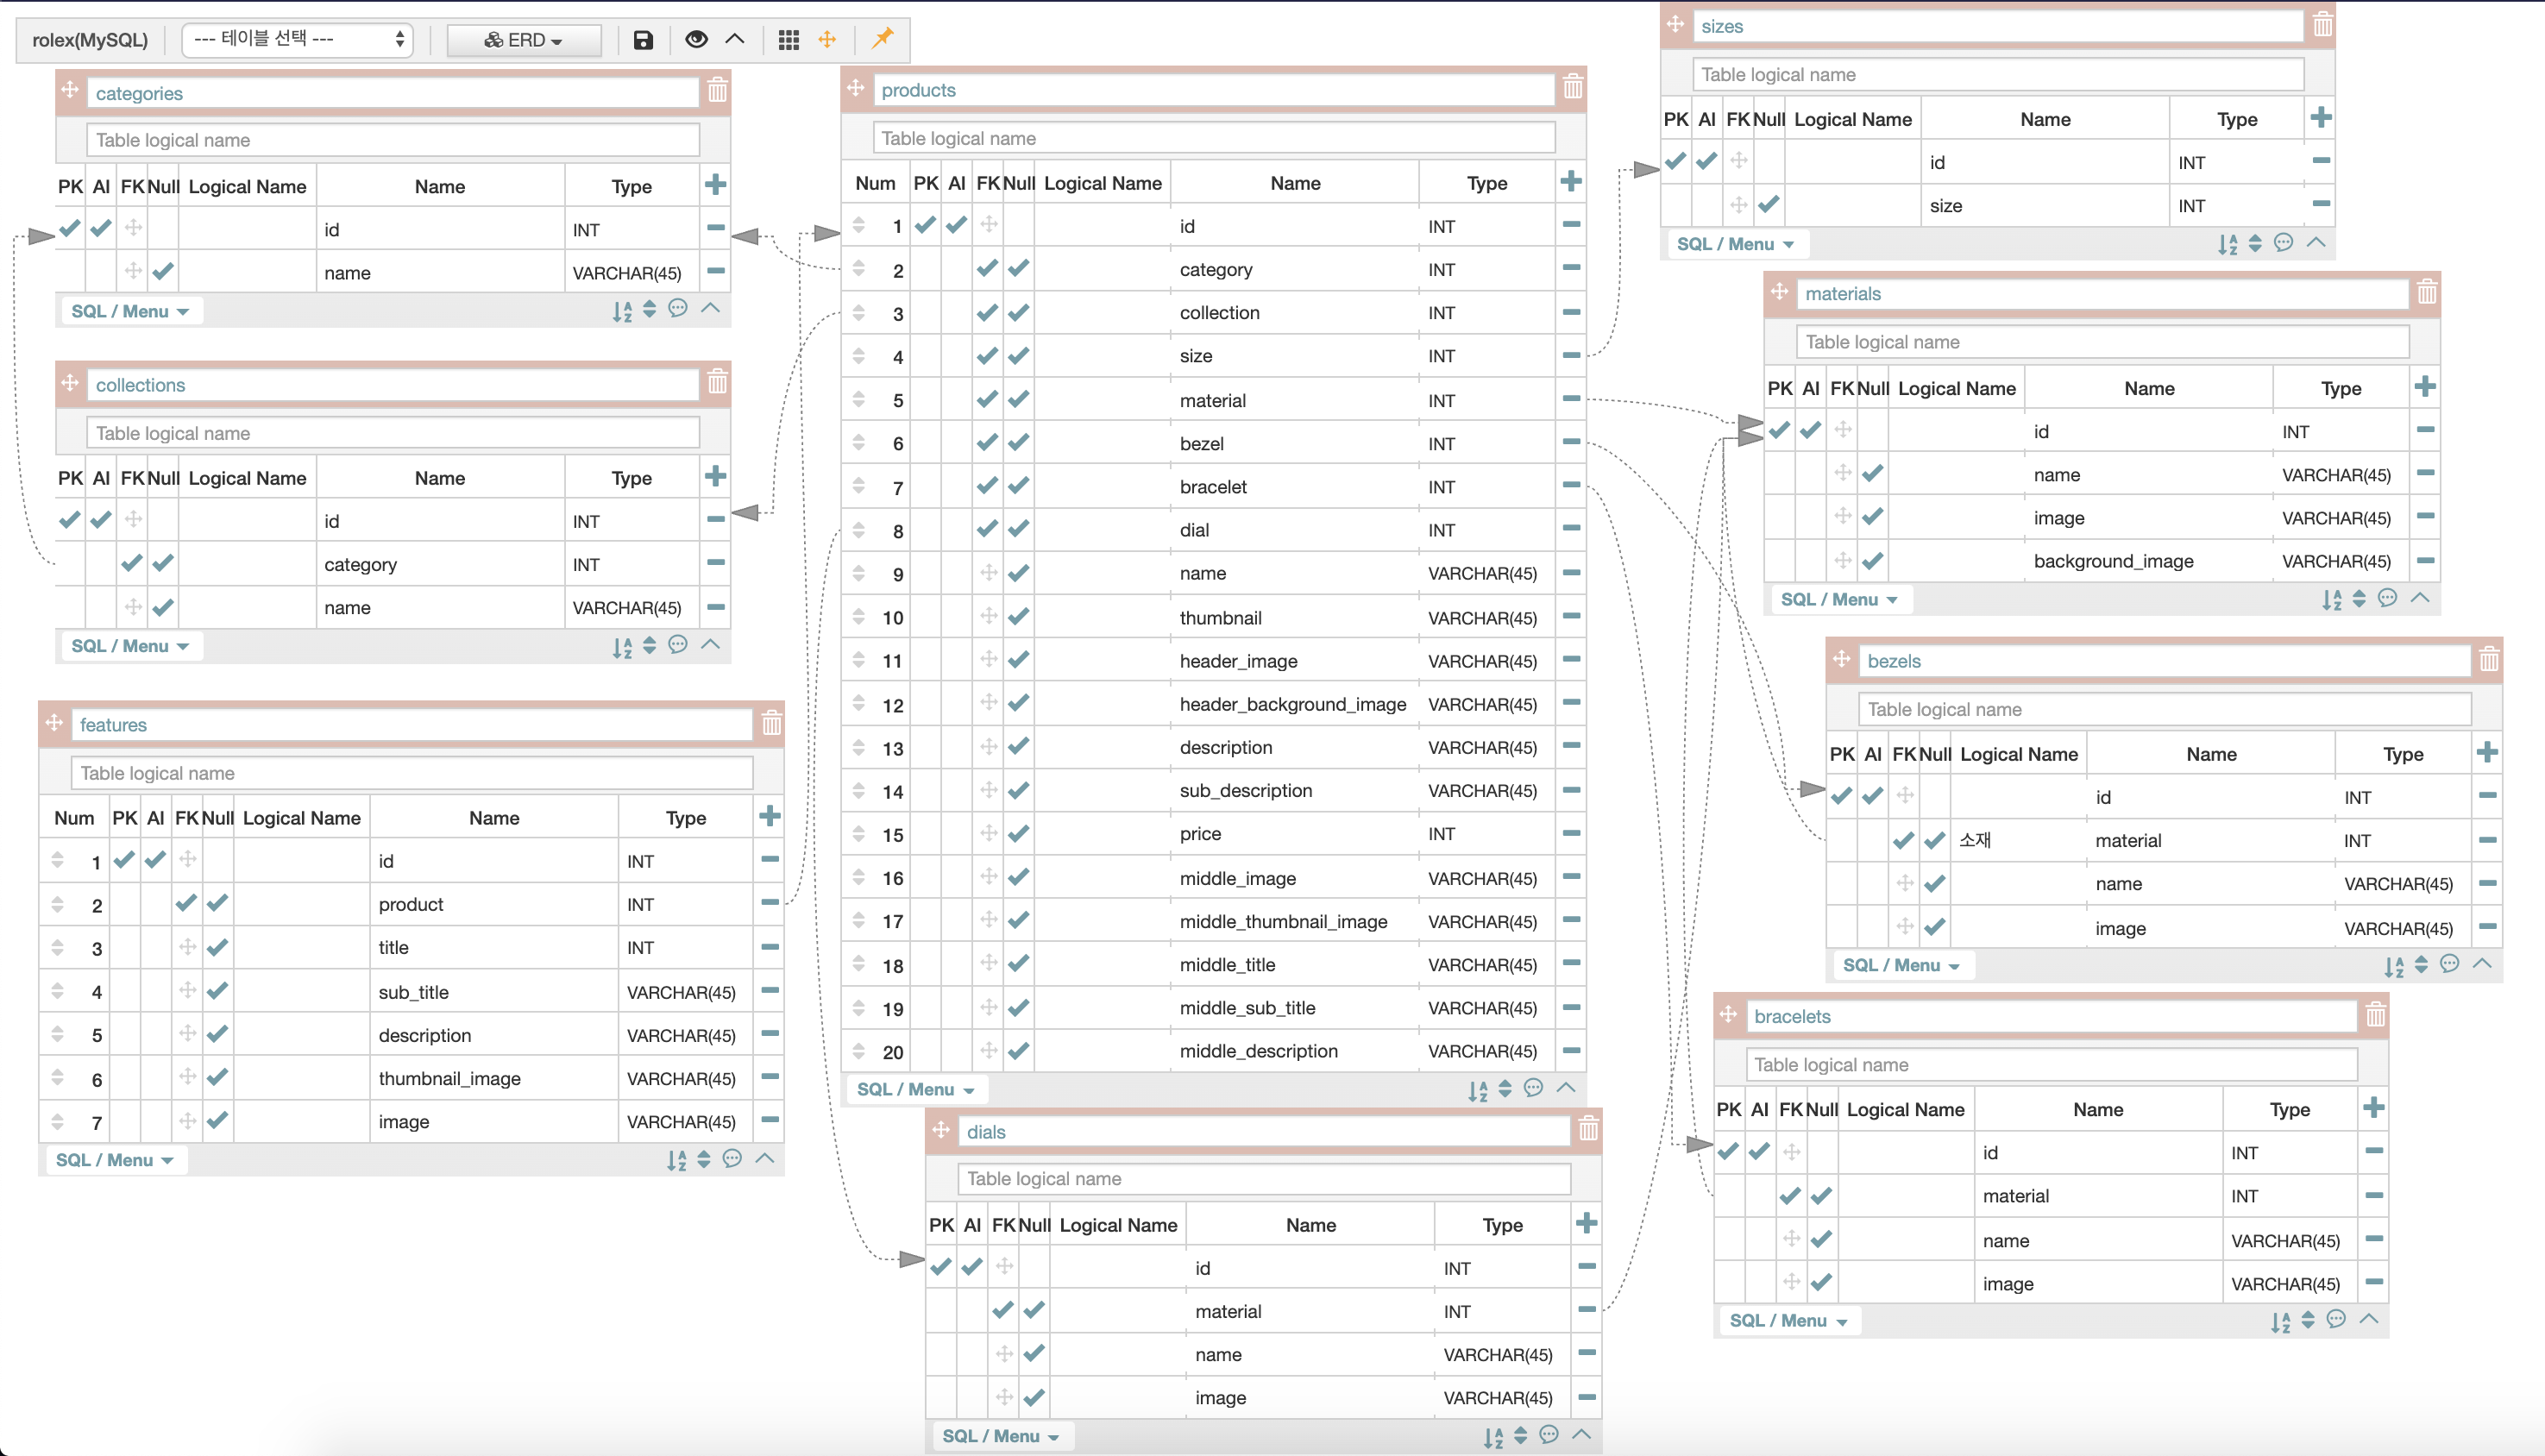 rolex(MySQL) --- 테이블 선택 --- ERD
categories
Table logical name
PK AI FK Null Logical Name Name Type
id INT
name VARCHAR(45)
SQL / Menu
collections
Table logical name
PK AI FK Null Logical Name Name Type
id INT
category INT
name VARCHAR(45)
SQL / Menu
features
Table logical name
Num PK AI FK Null Logical Name Name Type
1 id INT
2 product INT
3 title INT
4 sub_title VARCHAR(45)
5 description VARCHAR(45)
6 thumbnail_image VARCHAR(45)
7 image VARCHAR(45)
SQL / Menu
products
Table logical name
Num PK AI FK Null Logical Name Name Type
1 id INT
2 category INT
3 collection INT
4 size INT
5 material INT
6 bezel INT
7 bracelet INT
8 dial INT
9 name VARCHAR(45)
10 thumbnail VARCHAR(45)
11 header_image VARCHAR(45)
12 header_background_image VARCHAR(45)
13 description VARCHAR(45)
14 sub_description VARCHAR(45)
15 price INT
16 middle_image VARCHAR(45)
17 middle_thumbnail_image VARCHAR(45)
18 middle_title VARCHAR(45)
19 middle_sub_title VARCHAR(45)
20 middle_description VARCHAR(45)
SQL / Menu
dials
Table logical name
PK AI FK Null Logical Name Name Type
id INT
material INT
name VARCHAR(45)
image VARCHAR(45)
SQL / Menu
sizes
Table logical name
PK AI FK Null Logical Name Name Type
id INT
size INT
SQL / Menu
materials
Table logical name
PK AI FK Null Logical Name Name Type
id INT
name VARCHAR(45)
image VARCHAR(45)
background_image VARCHAR(45)
SQL / Menu
bezels
Table logical name
PK AI FK Null Logical Name Name Type
id INT
소재 material INT
name VARCHAR(45)
image VARCHAR(45)
SQL / Menu
bracelets
Table logical name
PK AI FK Null Logical Name Name Type
id INT
material INT
name VARCHAR(45)
image VARCHAR(45)
SQL / Menu